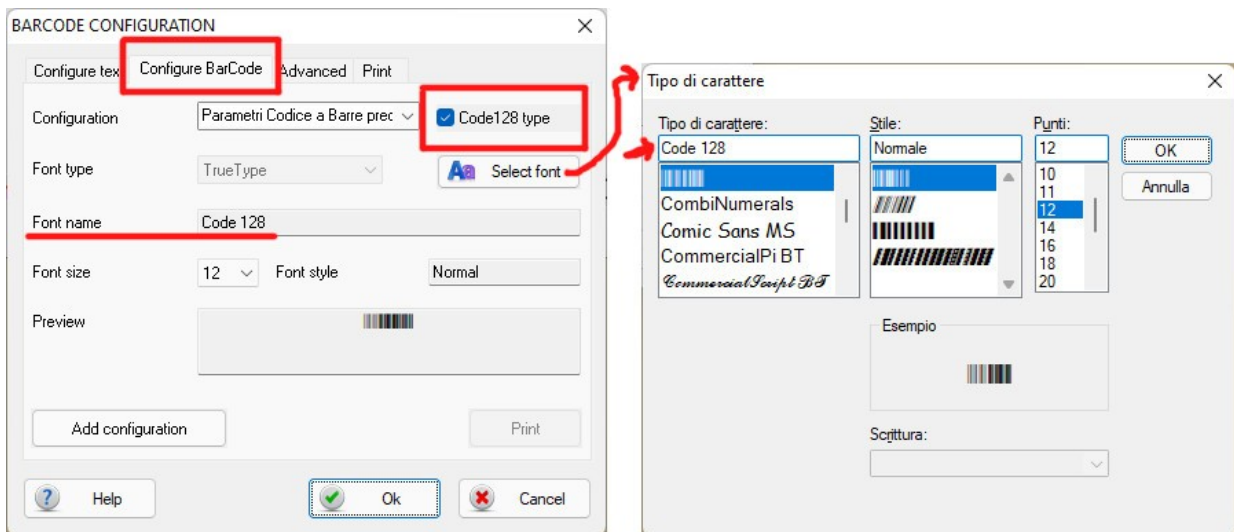 BARCODE CONFIGURATION
Configure tex Configure BarCode Advanced Print
Configuration
Parametri Codice a Barre prec
Code128 type
Font type
TrueType
Select font
Font name
Code 128
Font size
12
Font style
Normal
Preview
Add configuration
Print
Help
Ok
Cancel
Tipo di carattere
Tipo di carattere:
Code 128
CombiNumerals
Comic Sans MS
CommercialPi BT
CommercialScript BT
Stile:
Normale
Punti:
12
10
11
12
14
16
18
20
OK
Annulla
Esempio
Scrittura: